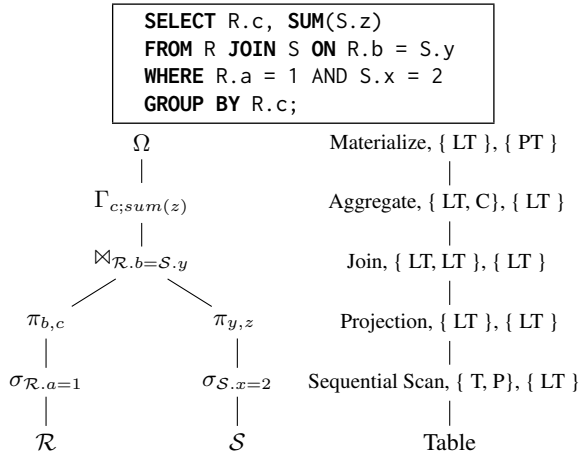 SELECT R.c, SUM(S.z)
FROM R JOIN S ON R.b = S.y
WHERE R.a = 1 AND S.x = 2
GROUP BY R.c;
Ω Materialize, { LT }, { PT }
Γc;sum(z) Aggregate, { LT, C}, { LT }
⋈R.b=S.y Join, { LT, LT }, { LT }
πb,c πy,z Projection, { LT }, { LT }
σR.a=1 σS.x=2 Sequential Scan, { T, P}, { LT }
R S Table